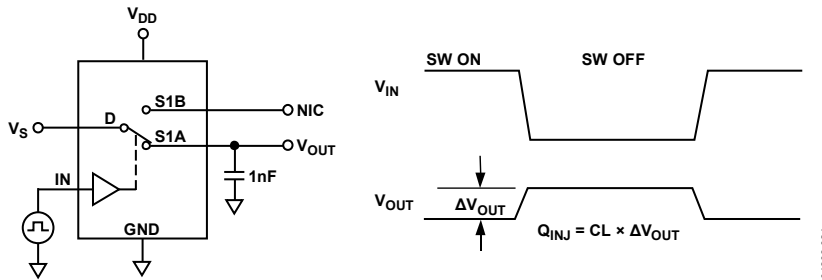 VDD
S1B
NIC
VS
D
S1A
VOUT
IN
1nF
GND
SW ON
SW OFF
VIN
VOUT
ΔVOUT
QINJ = CL × ΔVOUT